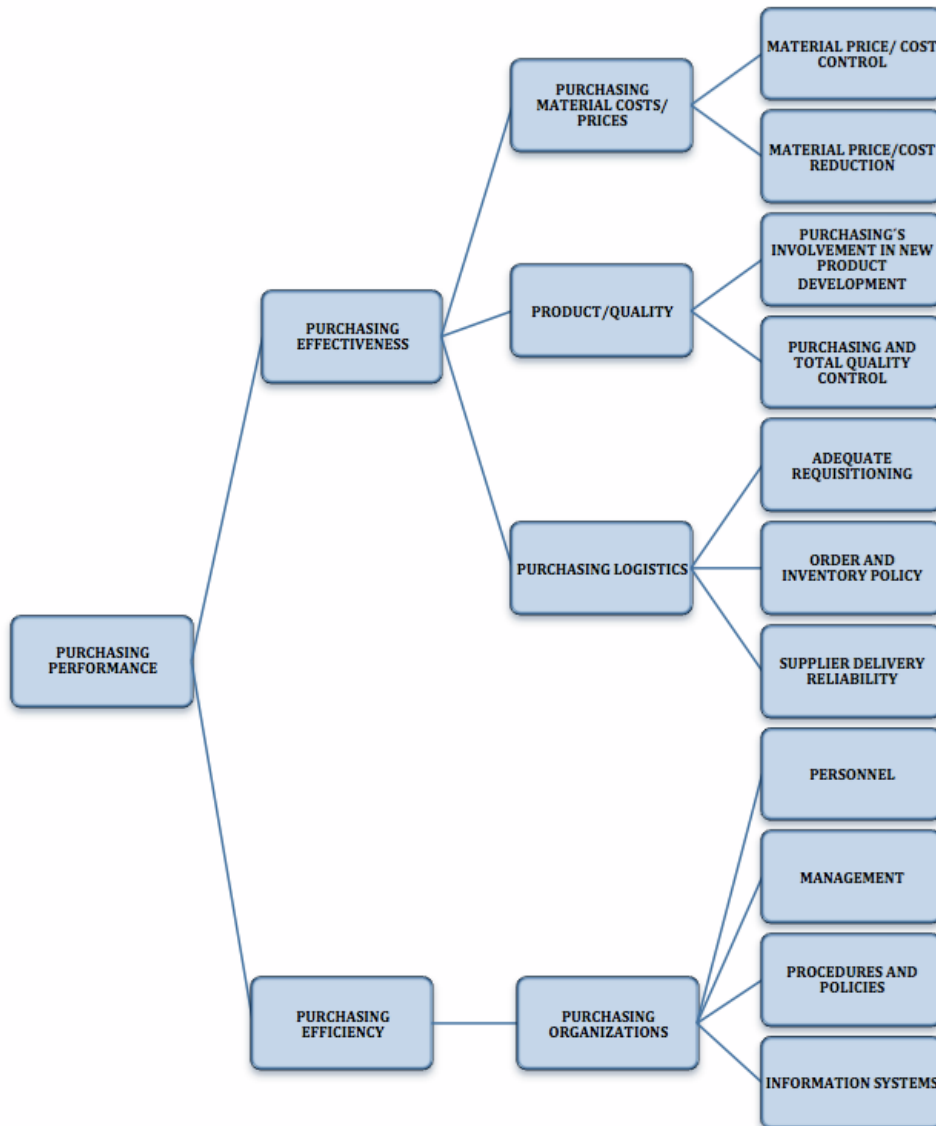 MATERIAL PRICE/ COST
CONTROL
PURCHASING
MATERIAL COSTS/
PRICES
MATERIAL PRICE/COST
REDUCTION
PURCHASING´S
INVOLVEMENT IN NEW
PRODUCT
DEVELOPMENT
PURCHASING
EFFECTIVENESS
PRODUCT/QUALITY
PURCHASING AND
TOTAL QUALITY
CONTROL
ADEQUATE
REQUISITIONING
PURCHASING LOGISTICS
ORDER AND
INVENTORY POLICY
PURCHASING
PERFORMANCE
SUPPLIER DELIVERY
RELIABILITY
PERSONNEL
MANAGEMENT
PROCEDURES AND
POLICIES
PURCHASING
EFFICIENCY
PURCHASING
ORGANIZATIONS
INFORMATION SYSTEMS